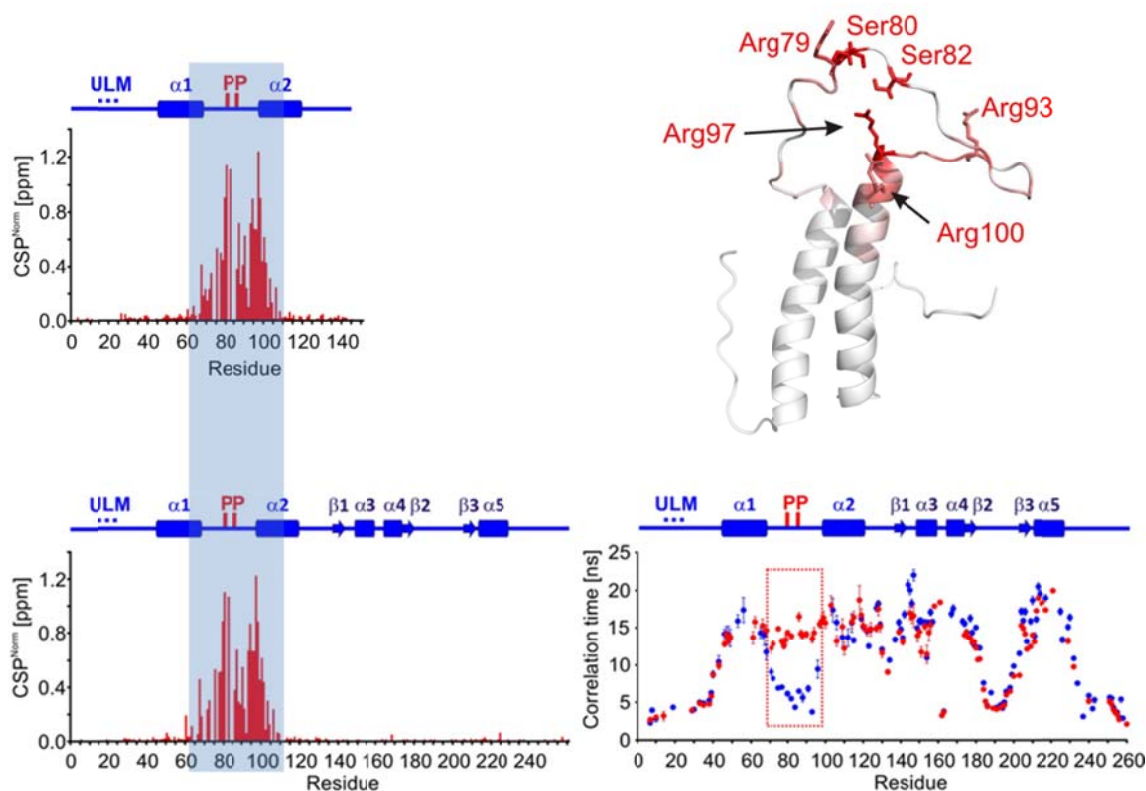 ULM α1 PP α2
CSP^Norm [ppm]
1.2
0.8
0.4
0.0
0 20 40 60 80 100 120 140
Residue
Arg79
Ser80
Ser82
Arg93
Arg97
Arg100
ULM α1 PP α2 β1 α3 α4 β2 β3 α5
CSP^Norm [ppm]
1.2
0.8
0.4
0.0
0 20 40 60 80 100 120 140 160 180 200 220
Residue
ULM α1 PP α2 β1 α3 α4 β2 β3 α5
Correlation time [ns]
25
20
15
10
5
0
0 20 40 60 80 100 120 140 160 180 200 220 240 260
Residue